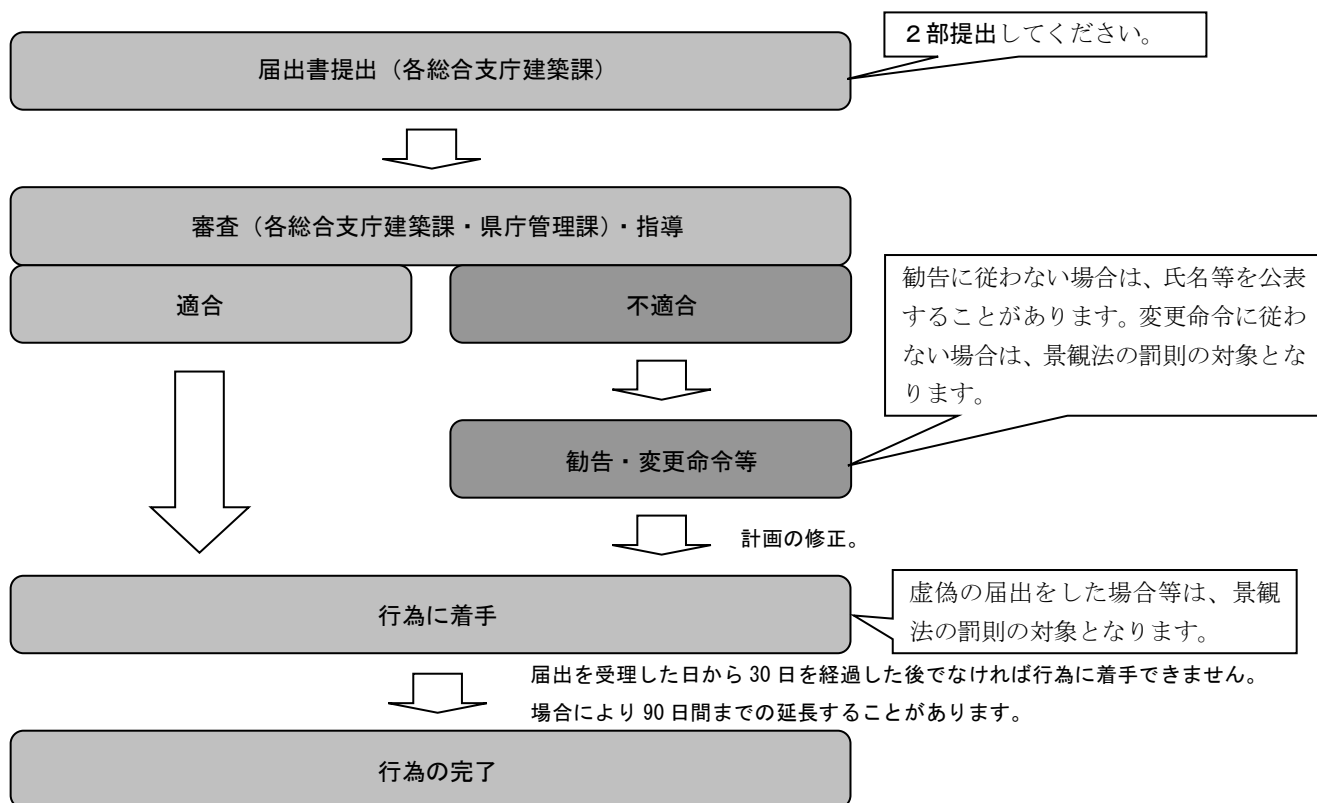 ２部提出してください。
届出書提出（各総合支庁建築課）
審査（各総合支庁建築課・県庁管理課）・指導
適合
不適合
勧告に従わない場合は、氏名等を公表
することがあります。変更命令に従わ
ない場合は、景観法の罰則の対象とな
ります。
勧告・変更命令等
計画の修正。
行為に着手
虚偽の届出をした場合等は、景観
法の罰則の対象となります。
届出を受理した日から 30 日を経過した後でなければ行為に着手できません。
場合により 90 日間までの延長することがあります。
行為の完了